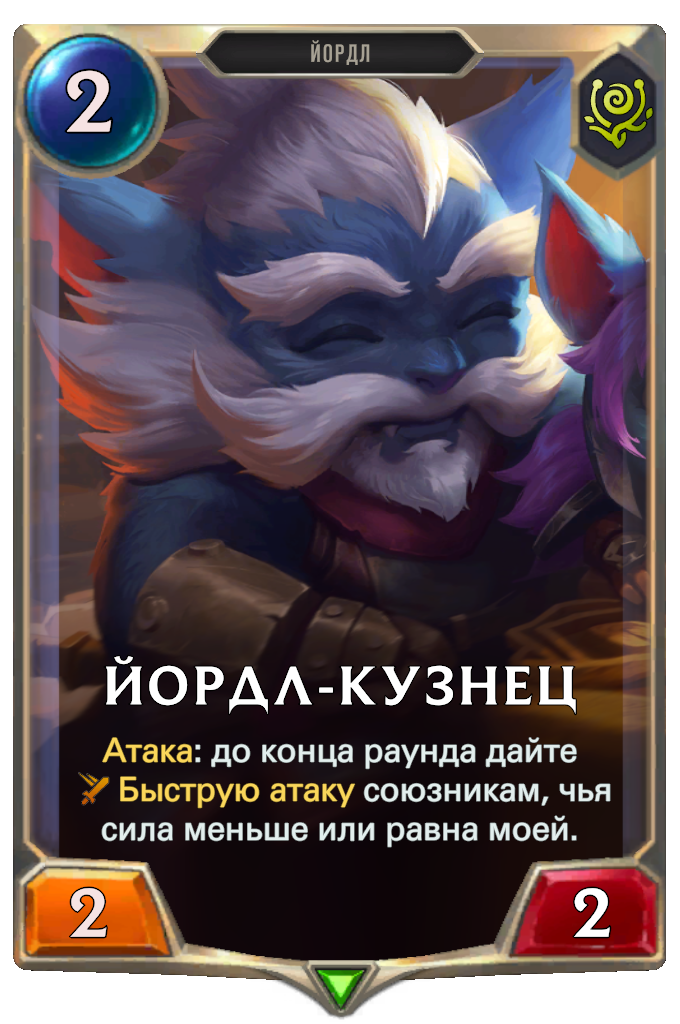 ЙОРДЛ
2
ЙОРДЛ-КУЗНЕЦ
Атака: до конца раунда дайте
Быструю атаку союзникам, чья
сила меньше или равна моей.
2
2